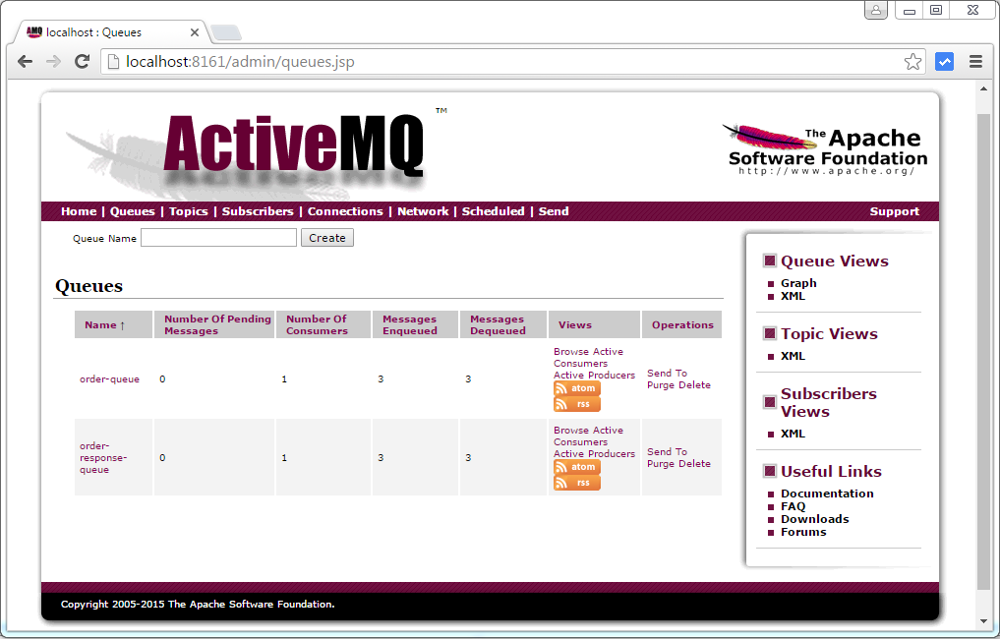 localhost : Queues
localhost:8161/admin/queues.jsp
ActiveMQ ™
The Apache
Software Foundation
http://www.apache.org/
Home | Queues | Topics | Subscribers | Connections | Network | Scheduled | Send
Support
Queue Name
Create
Queues
Name ↑
Number Of Pending
Messages
Number Of
Consumers
Messages
Enqueued
Messages
Dequeued
Views
Operations
order-queue
0
1
3
3
Browse Active
Consumers
Active Producers
atom
rss
Send To
Purge Delete
order-
response-
queue
0
1
3
3
Browse Active
Consumers
Active Producers
atom
rss
Send To
Purge Delete
Queue Views
Graph
XML
Topic Views
XML
Subscribers
Views
XML
Useful Links
Documentation
FAQ
Downloads
Forums
Copyright 2005-2015 The Apache Software Foundation.